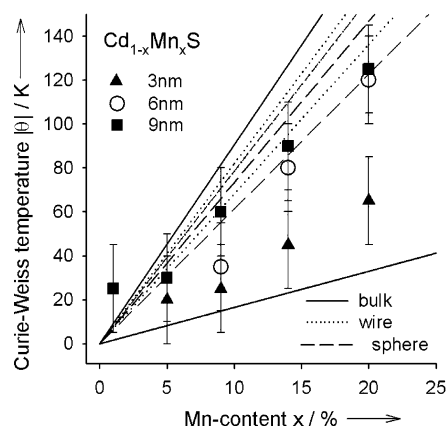 Cd1-xMnxS
3nm
6nm
9nm
Curie-Weiss temperature |θ| / K
140
120
100
80
60
40
20
0
bulk
wire
sphere
0 5 10 15 20 25
Mn-content x / %